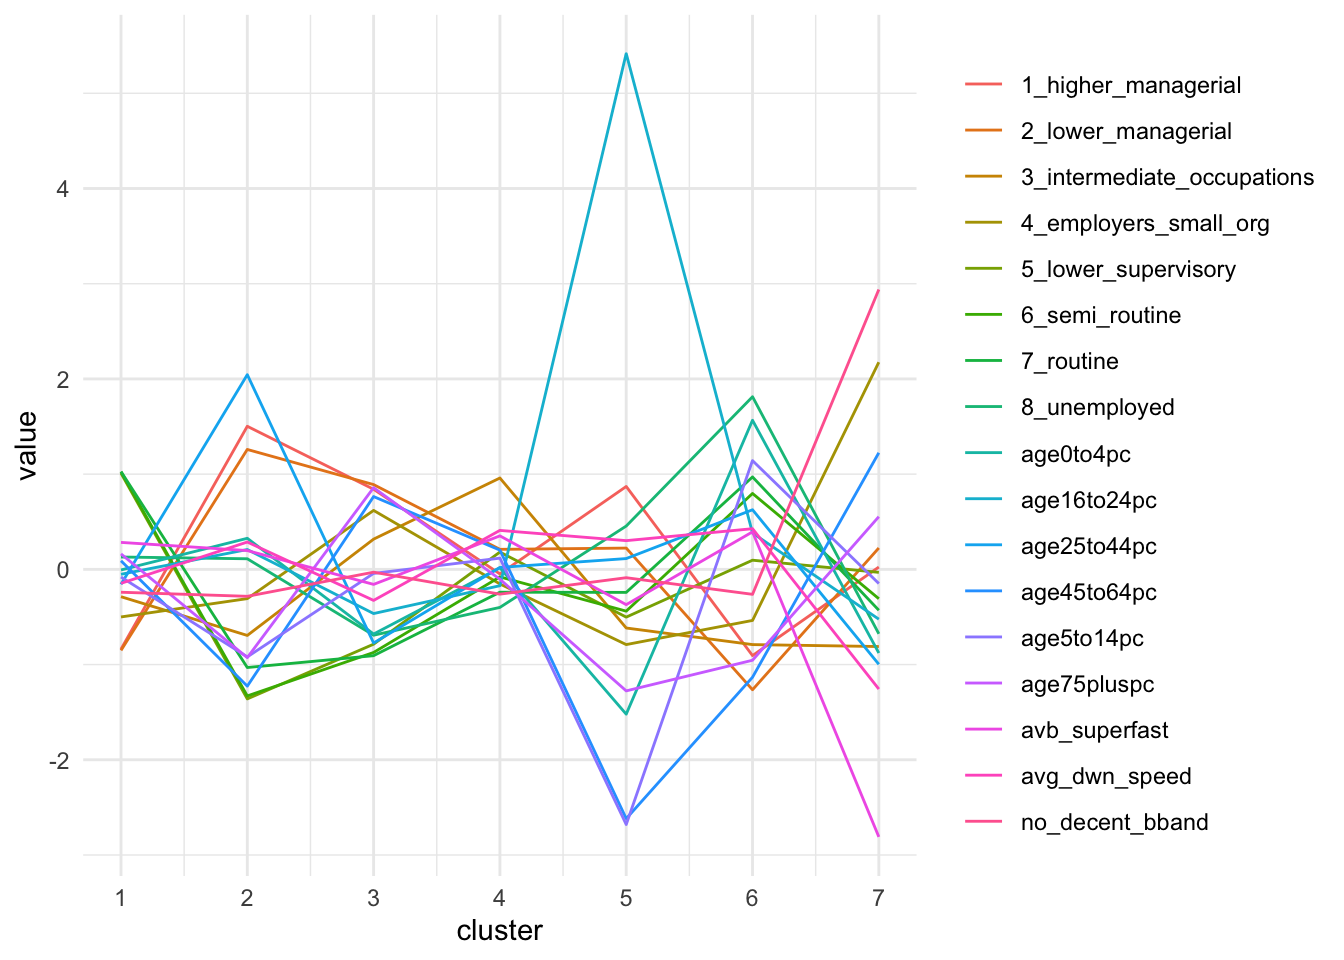 4
2
0
-2
value
1 2 3 4 5 6 7
cluster
1_higher_managerial
2_lower_managerial
3_intermediate_occupations
4_employers_small_org
5_lower_supervisory
6_semi_routine
7_routine
8_unemployed
age0to4pc
age16to24pc
age25to44pc
age45to64pc
age5to14pc
age75pluspc
avb_superfast
avg_dwn_speed
no_decent_bband